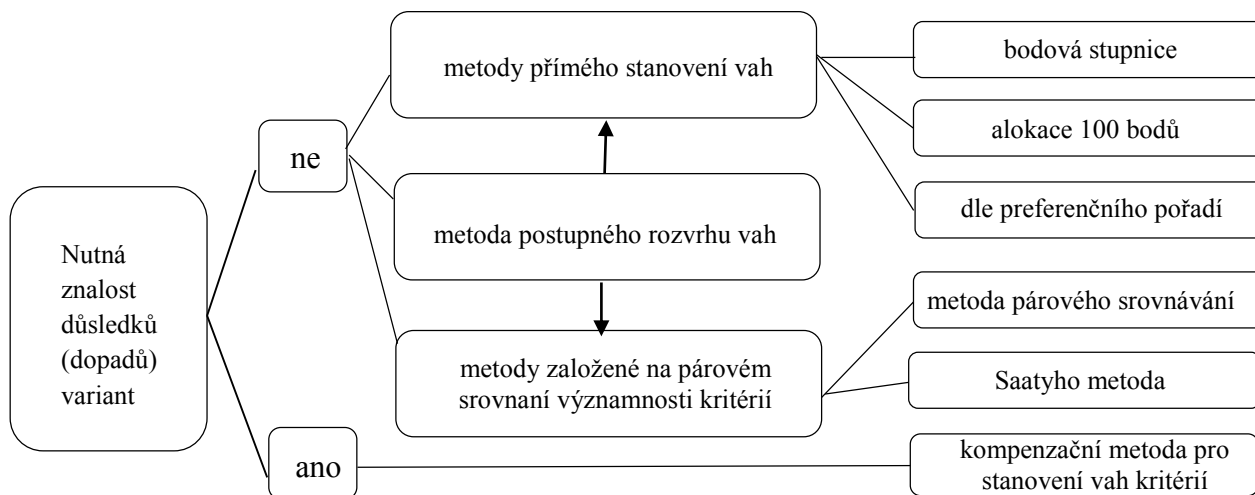 Nutná
znalost
důsledků
(dopadů)
variant
ne
ano
metody přímého stanovení vah
metoda postupného rozvrhu vah
metody založené na párovém
srovnaní významnosti kritérií
bodová stupnice
alokace 100 bodů
dle preferenčního pořadí
metoda párového srovnávání
Saatyho metoda
kompenzační metoda pro
stanovení vah kritérií